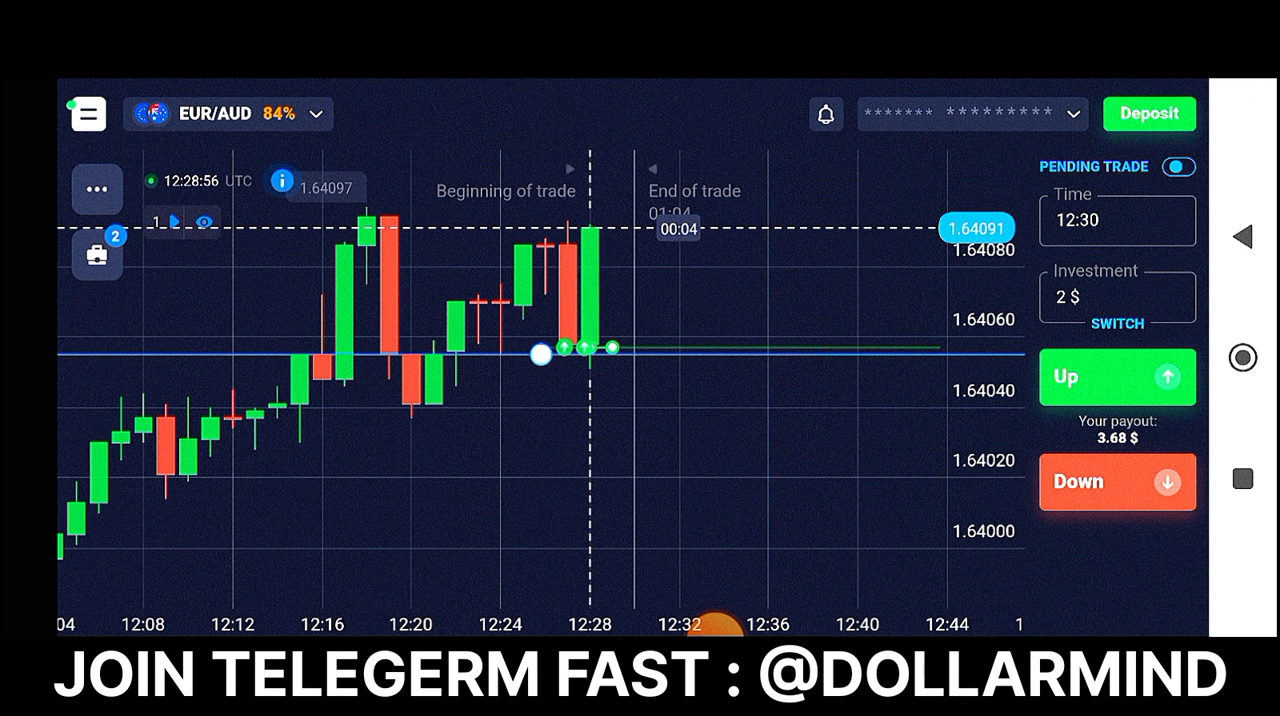 EUR/AUD 84%
******* *********
Deposit
12:28:56 UTC
1.64097
Beginning of trade
End of trade
01:04
PENDING TRADE
Time
12:30
1
2
00:04
1.64091
1.64080
Investment
2 $
SWITCH
1.64060
Up
1.64040
Your payout:
3.68 $
1.64020
Down
1.64000
04 12:08 12:12 12:16 12:20 12:24 12:28 12:32 12:36 12:40 12:44 1
JOIN TELEGERM FAST : @DOLLARMIND